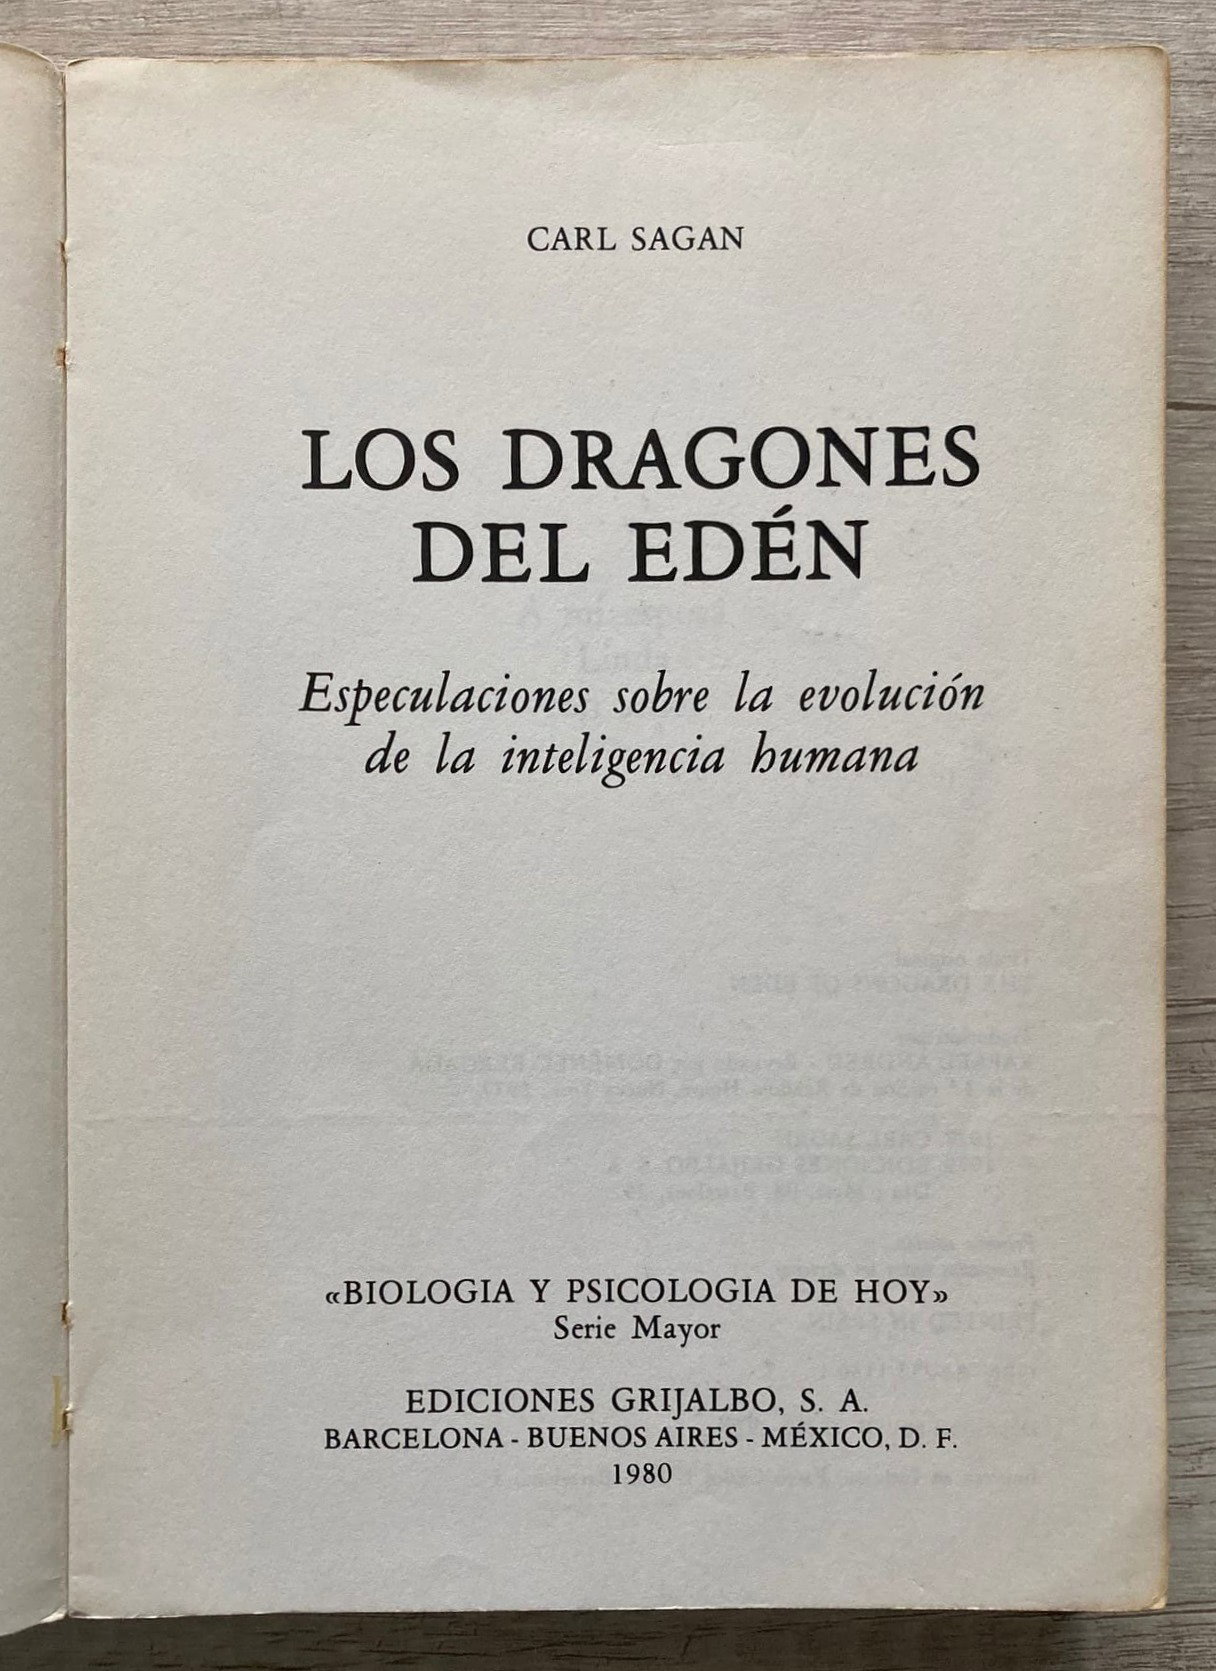 CARL SAGAN
LOS DRAGONES
DEL EDÉN
Especulaciones sobre la evolución
de la inteligencia humana
«BIOLOGIA Y PSICOLOGIA DE HOY»
Serie Mayor
EDICIONES GRIJALBO, S. A.
BARCELONA - BUENOS AIRES - MÉXICO, D. F.
1980